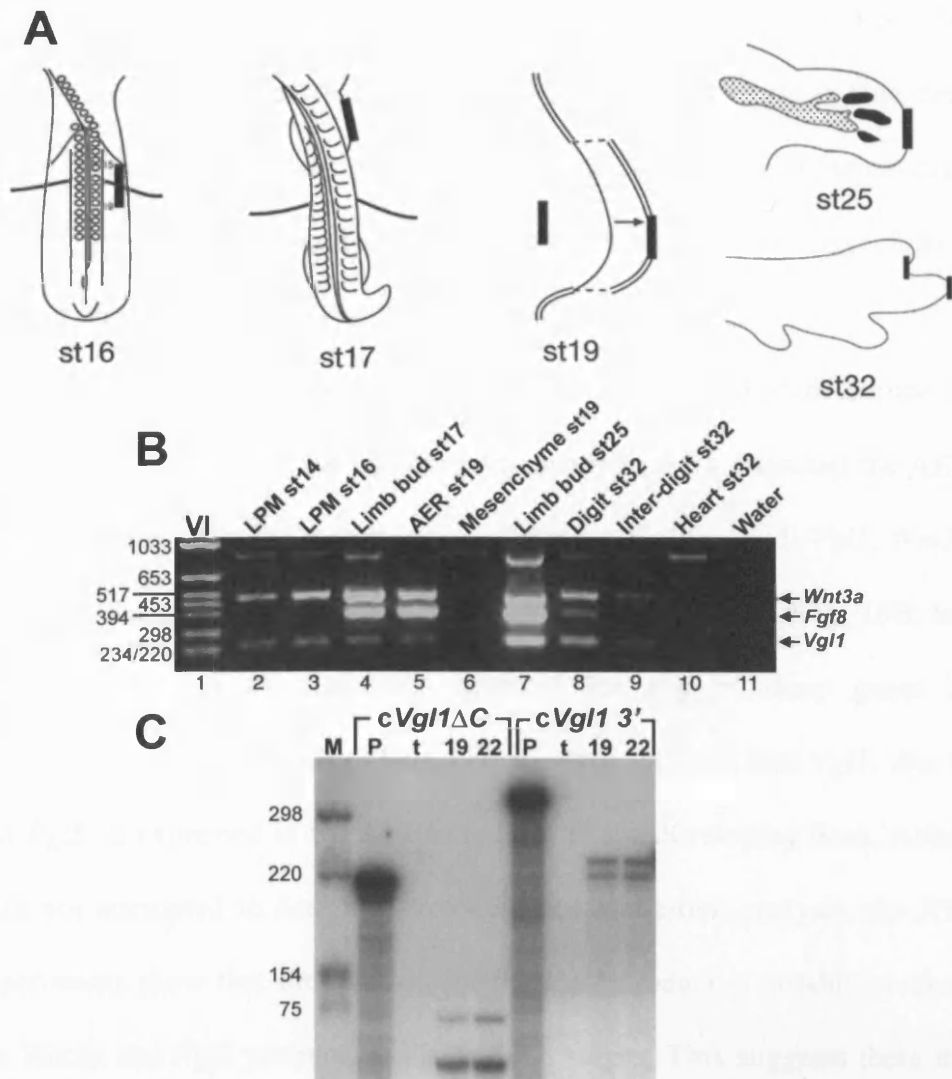 A
st16
st17
st19
st25
st32
B
VI
LPM st14
LPM st16
Limb bud st17
AER st19
Mesenchyme st19
Limb bud st25
Digit st32
Inter-digit st32
Heart st32
Water
1033
653
517
453
394
298
234/220
Wnt3a
Fgf8
Vgl1
1 2 3 4 5 6 7 8 9 10 11
C
cVgl1ΔC cVgl1 3'
M P t 19 22 P t 19 22
298
220
154
75